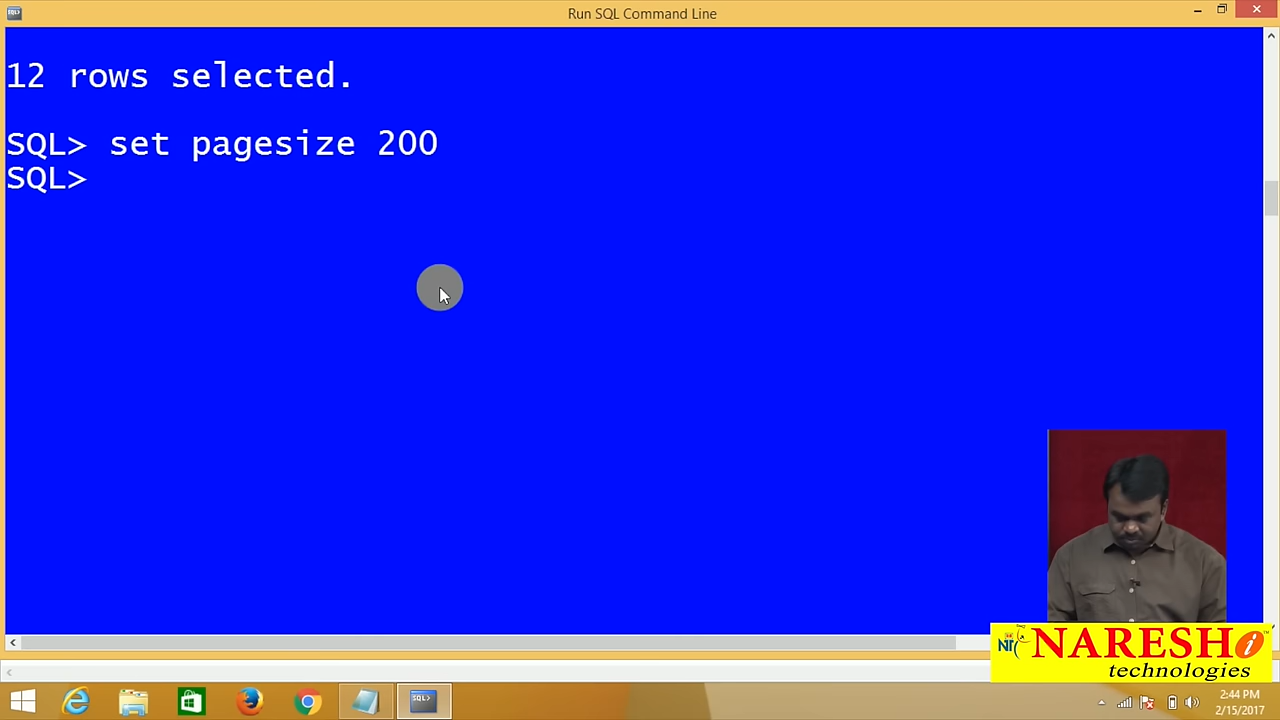 Run SQL Command Line
12 rows selected.
SQL> set pagesize 200
SQL>
NARESHi
technologies
2:44 PM
2/15/2017